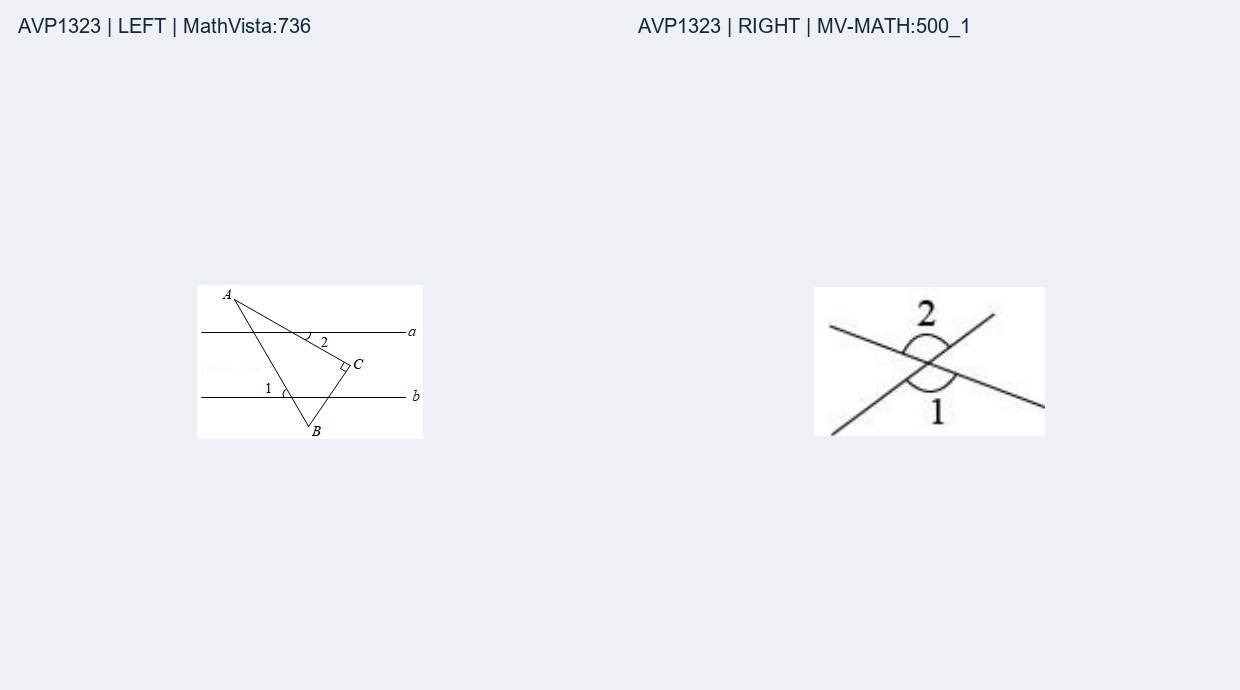 AVP1323 | LEFT | MathVista:736
AVP1323 | RIGHT | MV-MATH:500_1
A
a
2
C
1
b
B
2
1